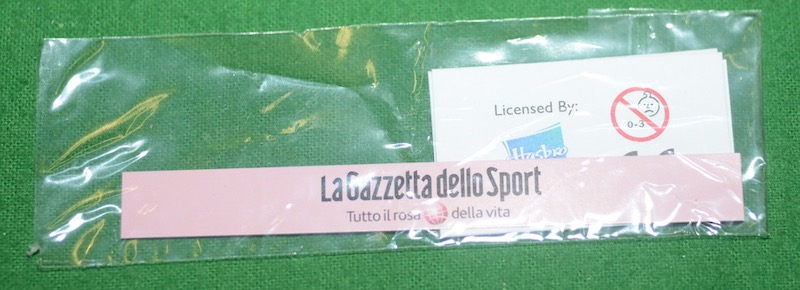 Licensed By:
0-3
Hasbro
La Gazzetta dello Sport
Tutto il rosa della vita